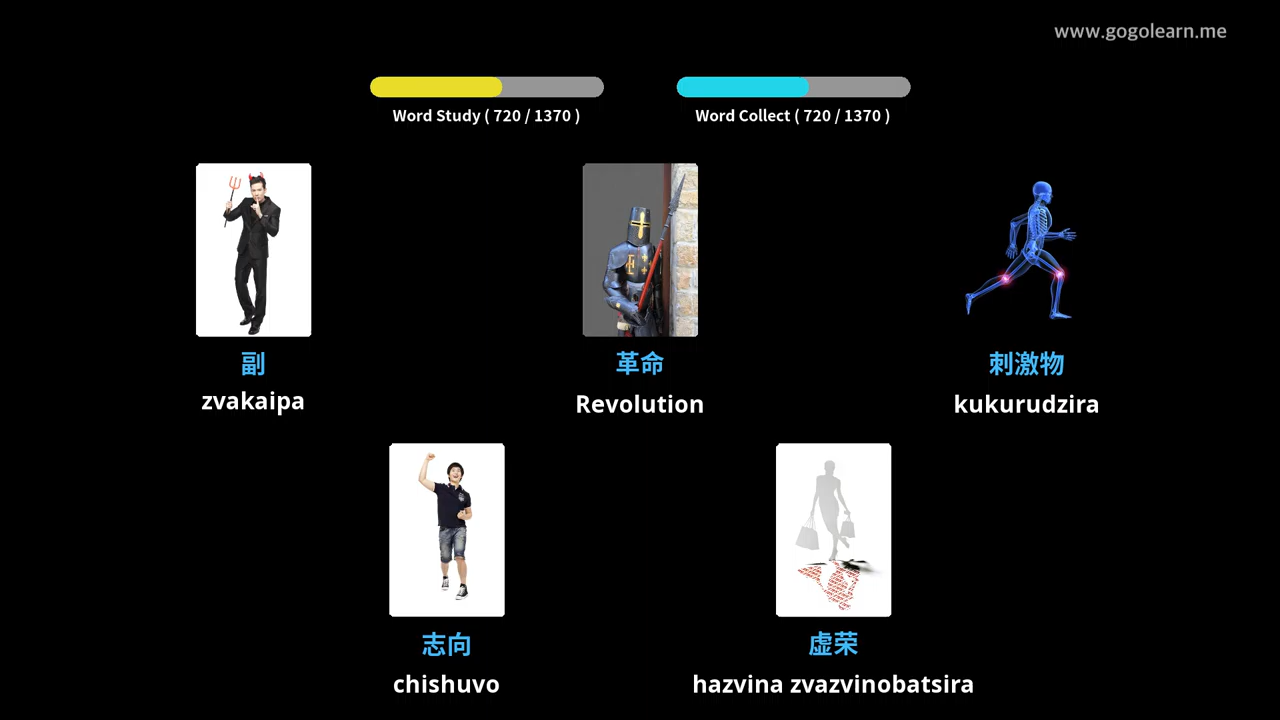 www.gogolearn.me
Word Study ( 720 / 1370 )
Word Collect ( 720 / 1370 )
副
zvakaipa
革命
Revolution
刺激物
kukurudzira
志向
chishuvo
虚荣
hazvina zvazvinobatsira